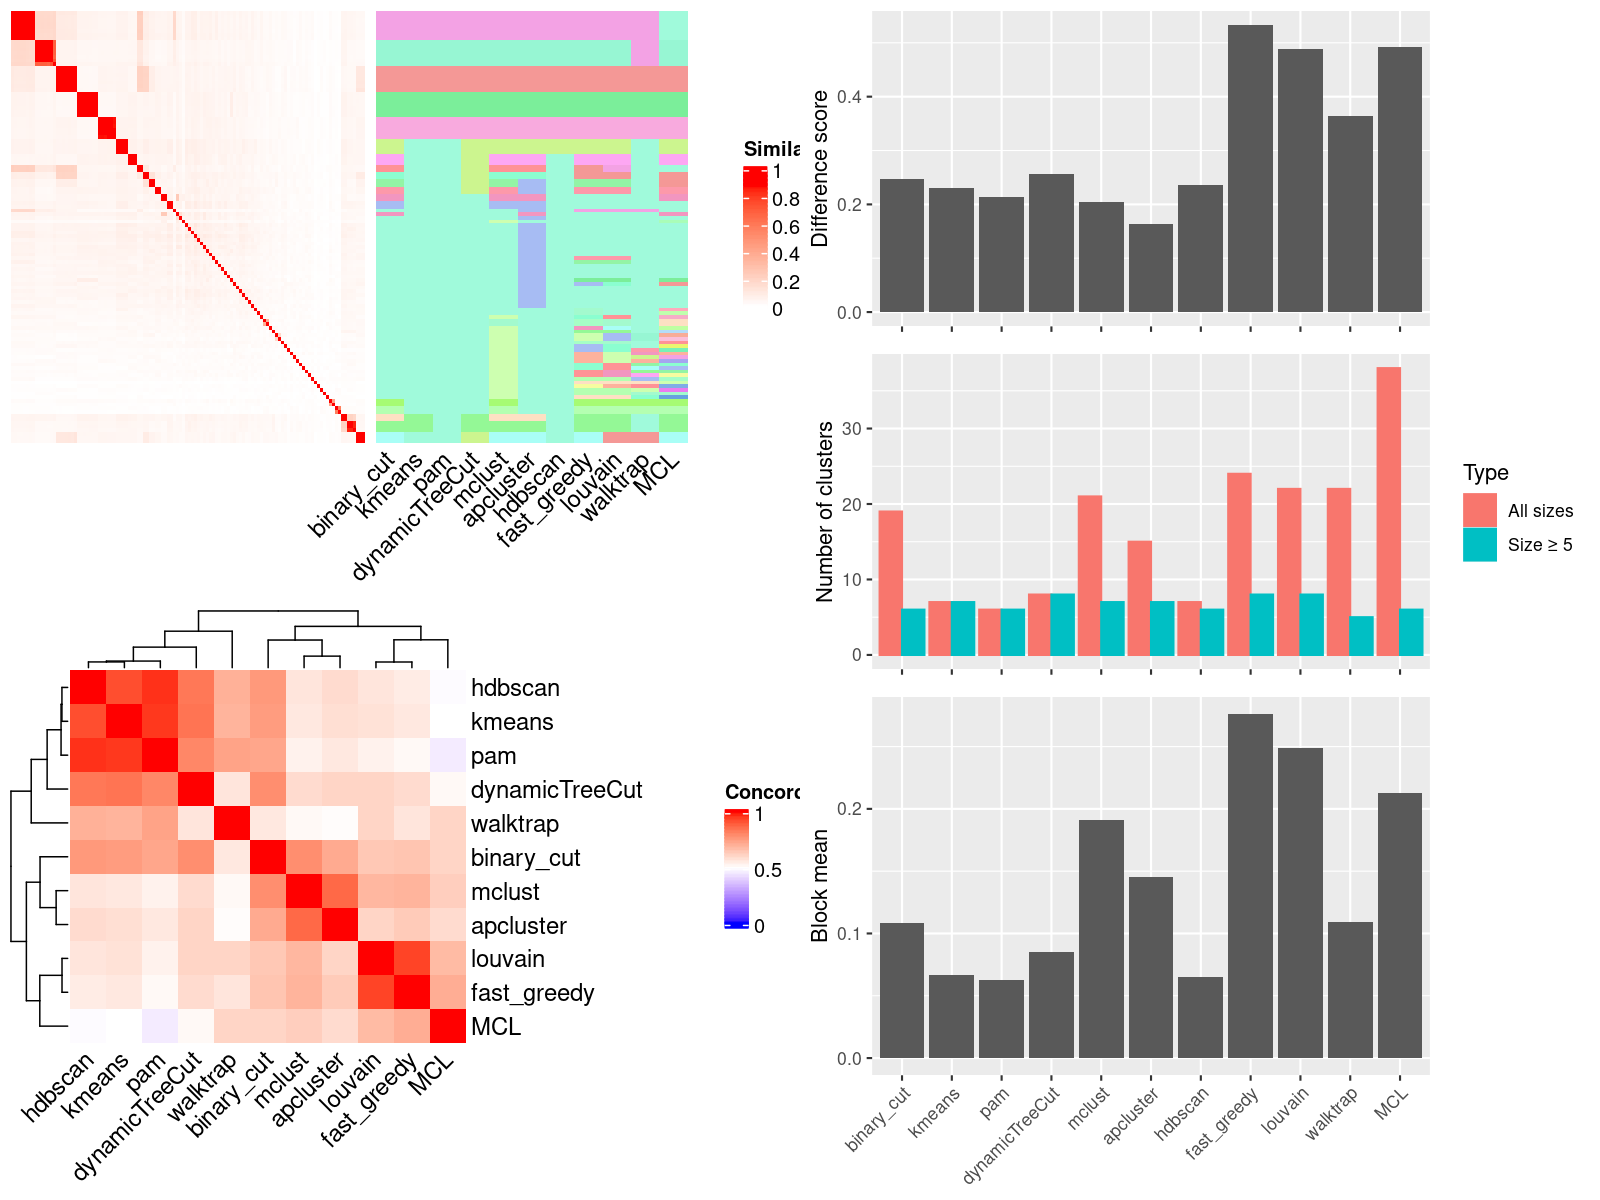 Simila
1
0.8
0.6
0.4
0.2
0
binary_cut
kmeans
pam
dynamicTreeCut
mclust
apcluster
hdbscan
fast_greedy
louvain
walktrap
MCL
hdbscan
kmeans
pam
dynamicTreeCut
walktrap
binary_cut
mclust
apcluster
louvain
fast_greedy
MCL
hdbscan
kmeans
pam
dynamicTreeCut
walktrap
binary_cut
mclust
apcluster
louvain
fast_greedy
MCL
Concorc
1
0.5
0
Difference score
0.4
0.2
0.0
Number of clusters
30
20
10
0
Type
All sizes
Size ≥ 5
Block mean
0.2
0.1
0.0
binary_cut
kmeans
pam
dynamicTreeCut
mclust
apcluster
hdbscan
fast_greedy
louvain
walktrap
MCL